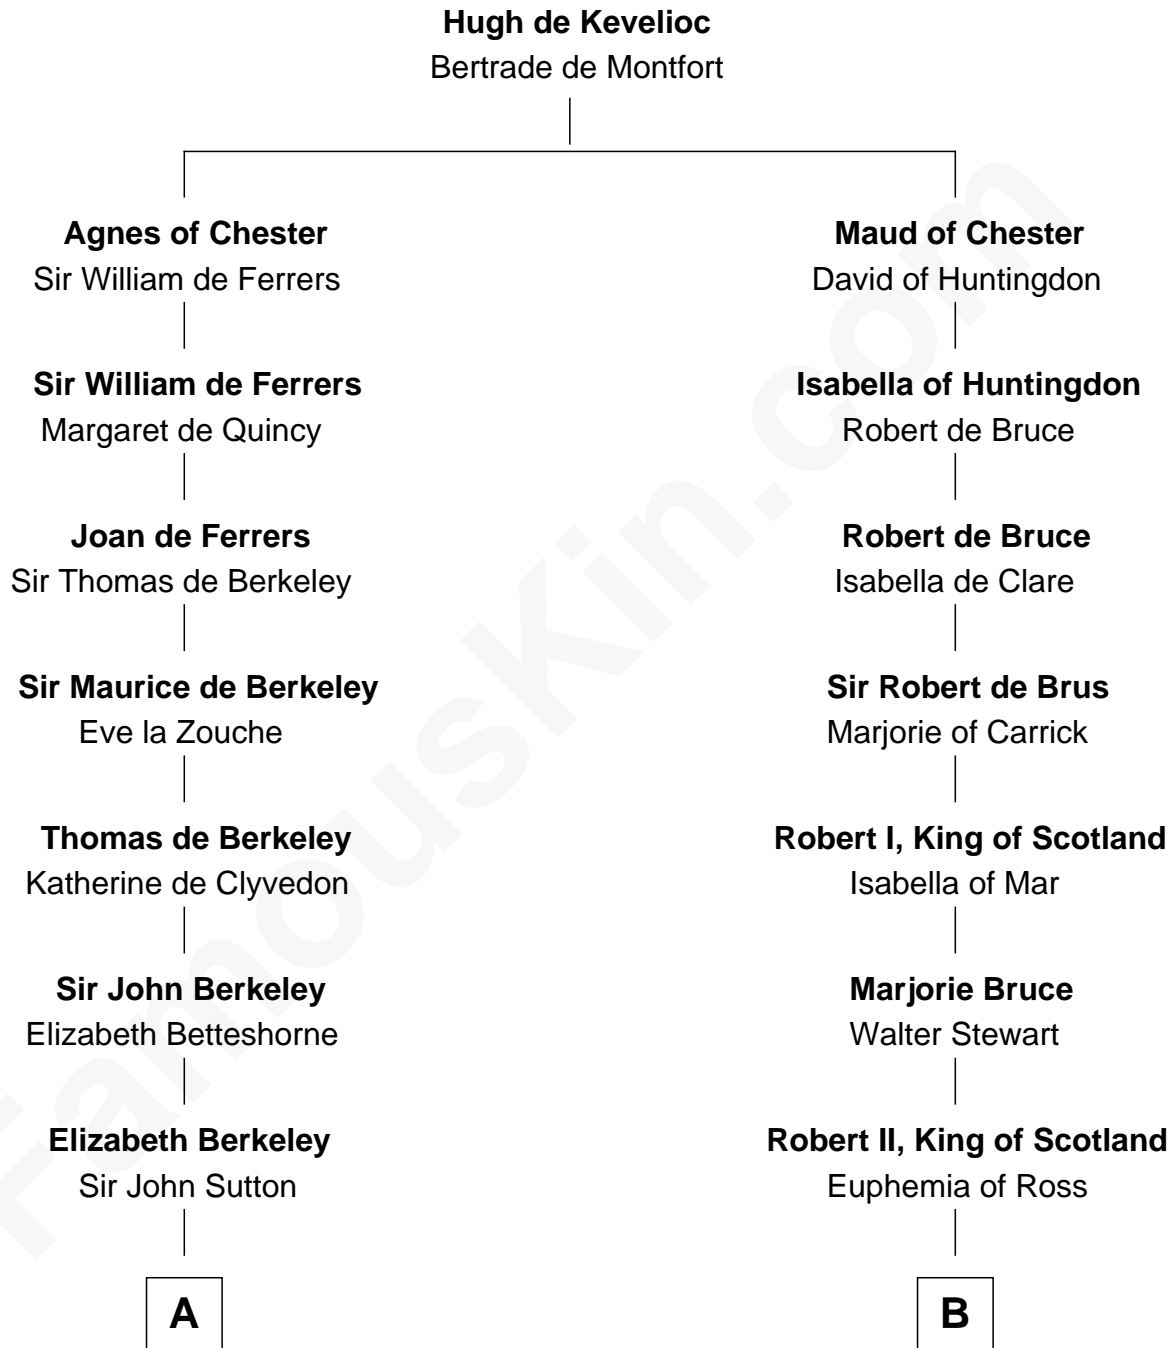 Hugh de Kevelioc
Bertrade de Montfort
Agnes of Chester
Sir William de Ferrers
Maud of Chester
David of Huntingdon
Sir William de Ferrers
Margaret de Quincy
Isabella of Huntingdon
Robert de Bruce
Joan de Ferrers
Sir Thomas de Berkeley
Robert de Bruce
Isabella de Clare
Sir Maurice de Berkeley
Eve la Zouche
Sir Robert de Brus
Marjorie of Carrick
Thomas de Berkeley
Katherine de Clyvedon
Robert I, King of Scotland
Isabella of Mar
Sir John Berkeley
Elizabeth Betteshorne
Marjorie Bruce
Walter Stewart
Elizabeth Berkeley
Sir John Sutton
Robert II, King of Scotland
Euphemia of Ross
A
B
FamousKin.com